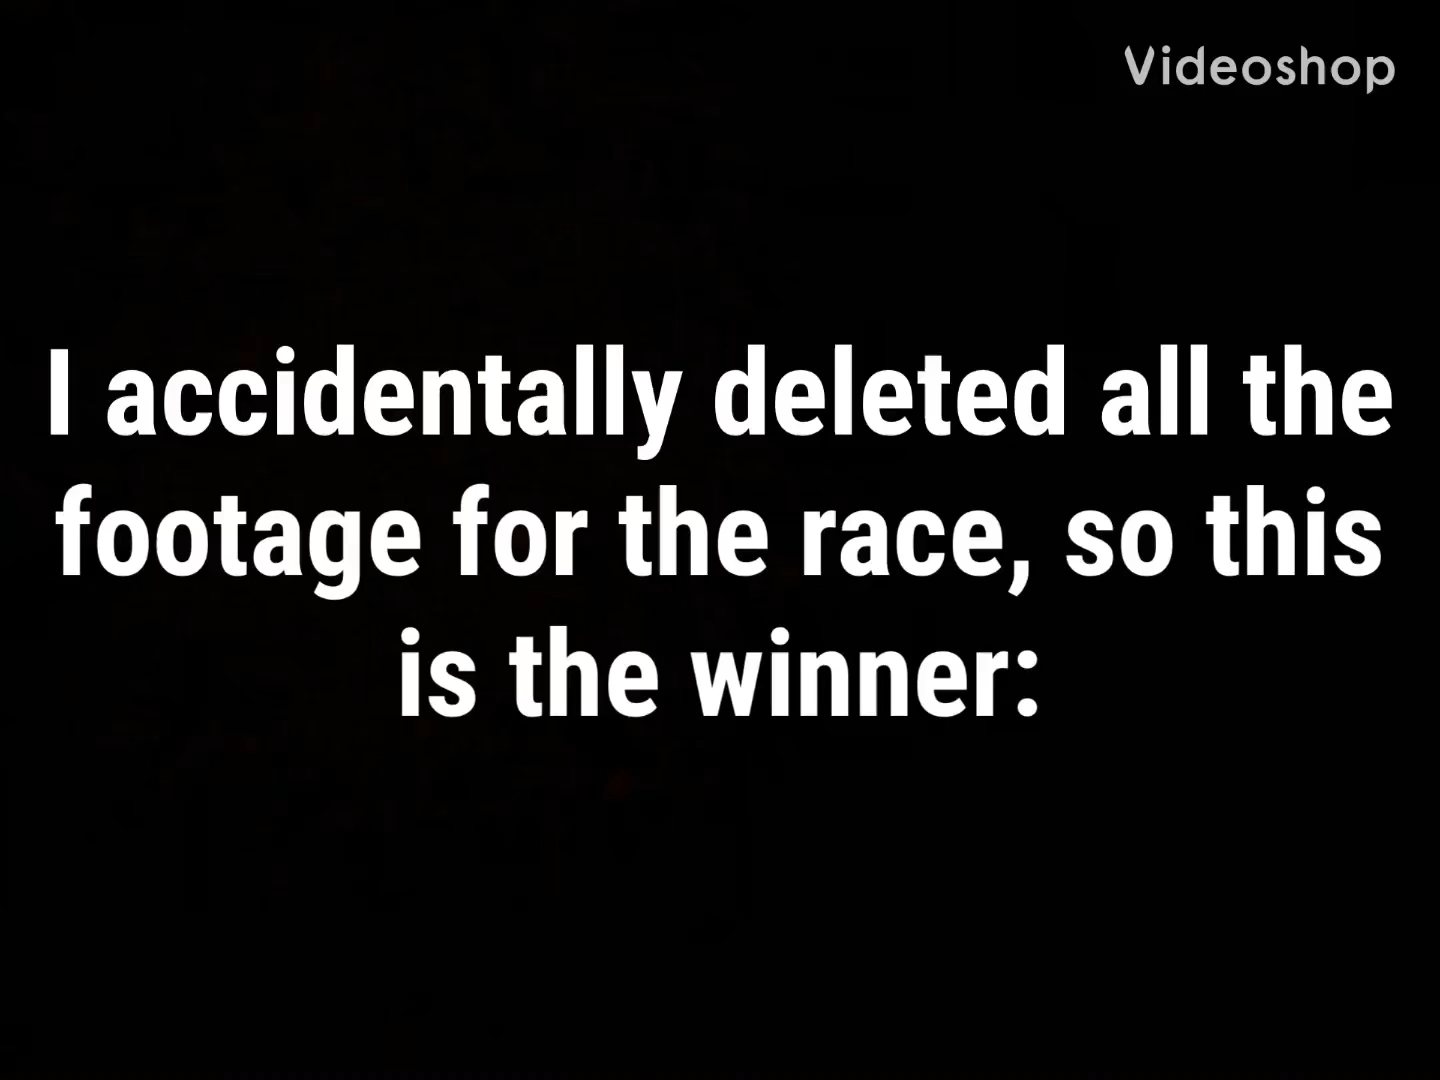 Videoshop
I accidentally deleted all the
footage for the race, so this
is the winner: